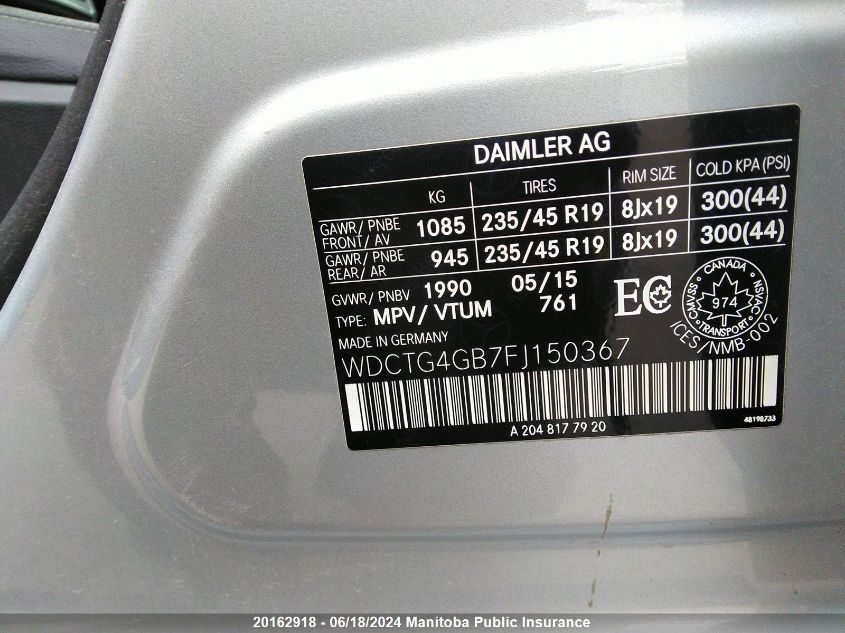 DAIMLER AG
KG TIRES RIM SIZE COLD KPA (PSI)
GAWR/ PNBE FRONT/ AV 1085 235/45 R19 8Jx19 300(44)
GAWR/ PNBE REAR/ AR 945 235/45 R19 8Jx19 300(44)
GVWR/ PNBV 1990 05/15
TYPE: MPV/ VTUM 761
EC
CANADA
CMVSS NSVAC
974
TRANSPORT
ICES/NMB-002
MADE IN GERMANY
WDCTG4GB7FJ150367
A 204 817 79 20
48198733
20162918 - 06/18/2024 Manitoba Public Insurance